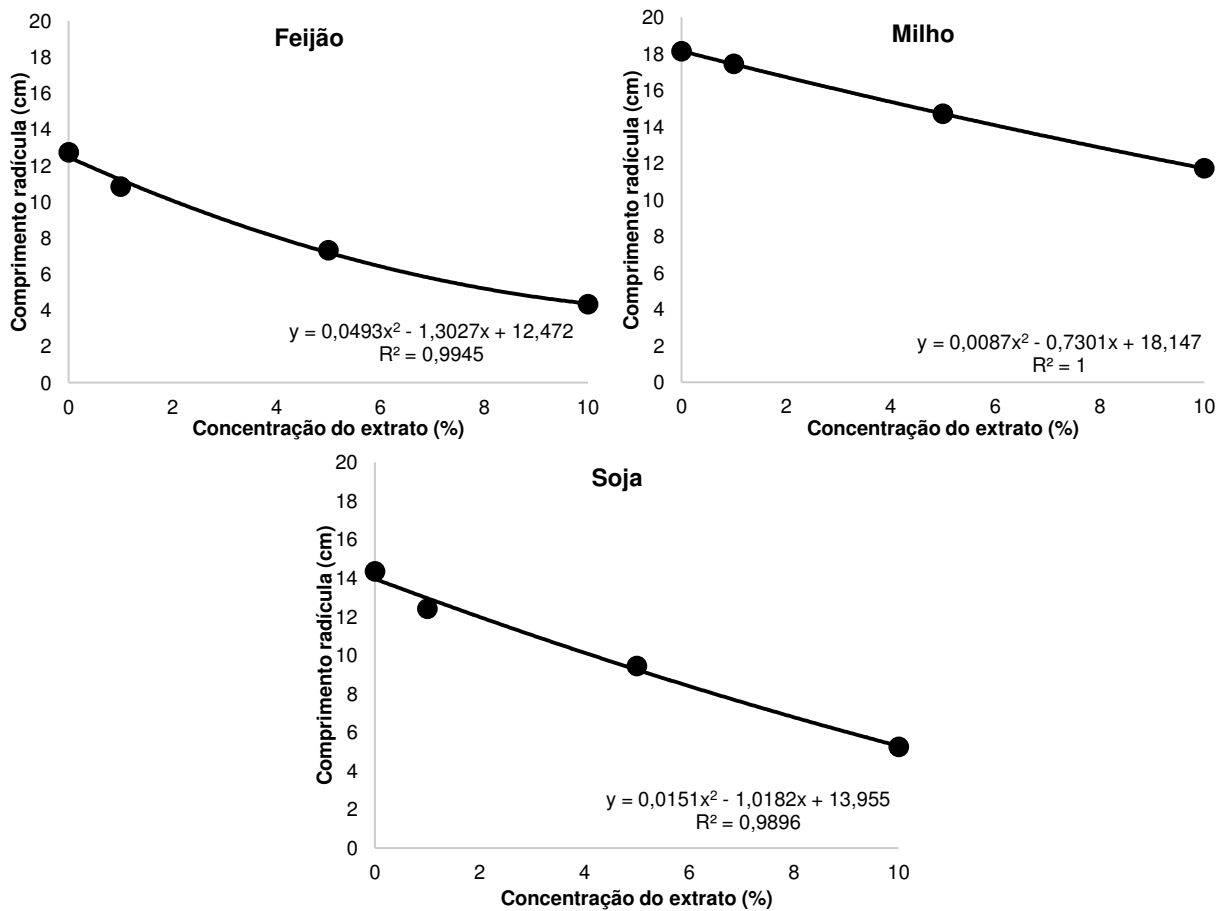 Feijão
Comprimento radícula (cm)
20
18
16
14
12
10
8
6
4
2
0
y = 0,0493x² - 1,3027x + 12,472
R² = 0,9945
0 2 4 6 8 10
Concentração do extrato (%)
Milho
Comprimento radícula (cm)
20
18
16
14
12
10
8
6
4
2
0
y = 0,0087x² - 0,7301x + 18,147
R² = 1
0 2 4 6 8 10
Concentração do extrato (%)
Soja
Comprimento radícula (cm)
20
18
16
14
12
10
8
6
4
2
0
y = 0,0151x² - 1,0182x + 13,955
R² = 0,9896
0 2 4 6 8 10
Concentração do extrato (%)